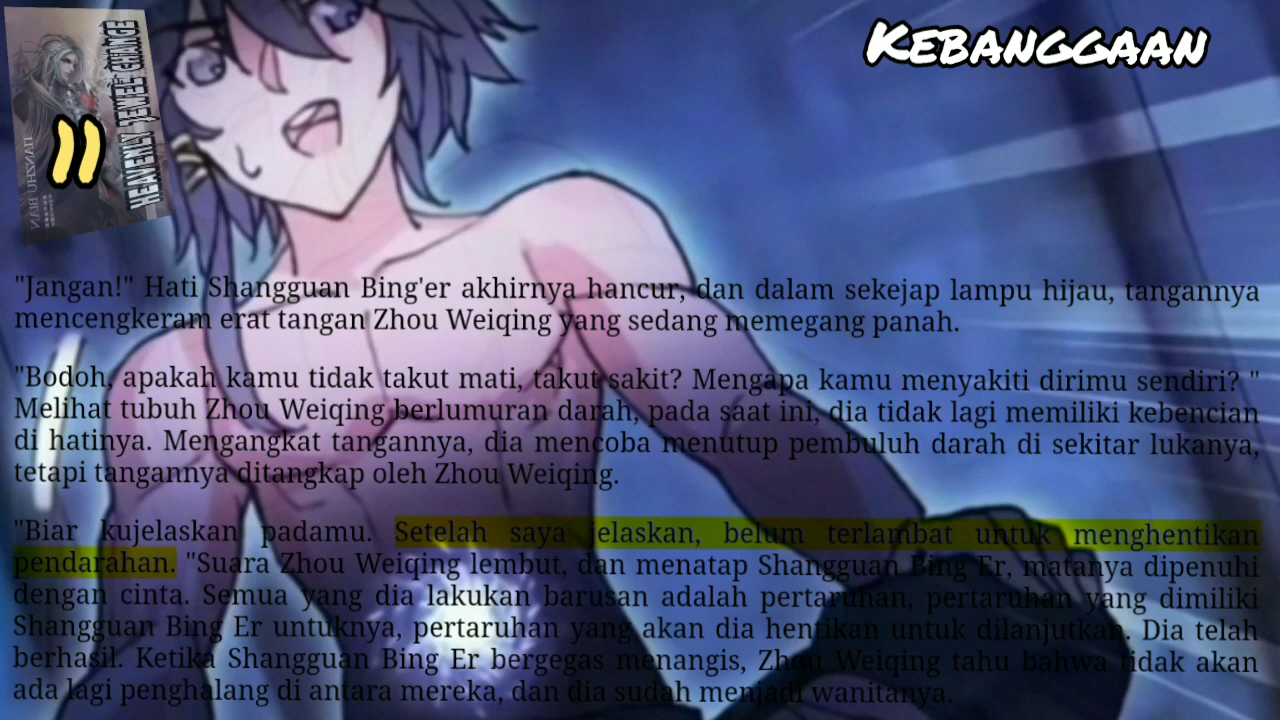 KEBANGGAAN
HEAVENLY JEWEL CHANGE
11
"Jangan!" Hati Shangguan Bing'er akhirnya hancur, dan dalam sekejap lampu hijau, tangannya
mencengkeram erat tangan Zhou Weiqing yang sedang memegang panah.
"Bodoh, apakah kamu tidak takut mati, takut sakit? Mengapa kamu menyakiti dirimu sendiri? "
Melihat tubuh Zhou Weiqing berlumuran darah, pada saat ini, dia tidak lagi memiliki kebencian
di hatinya. Mengangkat tangannya, dia mencoba menutup pembuluh darah di sekitar lukanya,
tetapi tangannya ditangkap oleh Zhou Weiqing.
"Biar kujelaskan padamu. Setelah saya jelaskan, belum terlambat untuk menghentikan
pendarahan. "Suara Zhou Weiqing lembut, dan menatap Shangguan Bing Er, matanya dipenuhi
dengan cinta. Semua yang dia lakukan barusan adalah pertaruhan, pertaruhan yang dimiliki
Shangguan Bing Er untuknya, pertaruhan yang akan dia hentikan untuk dilanjutkan. Dia telah
berhasil. Ketika Shangguan Bing Er bergegas menangis, Zhou Weiqing tahu bahwa tidak akan
ada lagi penghalang di antara mereka, dan dia sudah menjadi wanitanya.